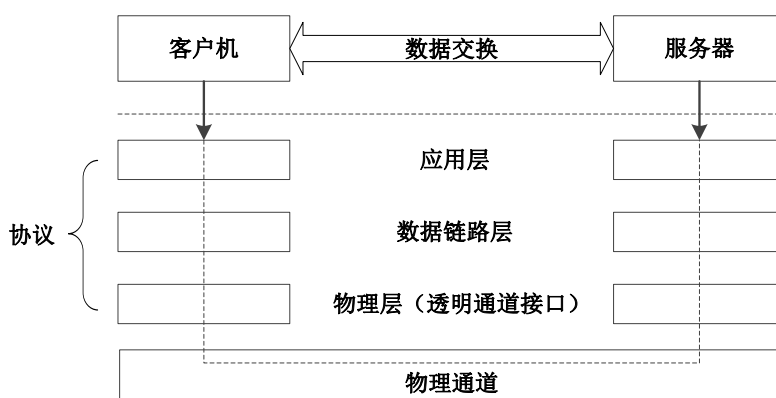 客户机
数据交换
服务器
应用层
数据链路层
协议
物理层（透明通道接口）
物理通道